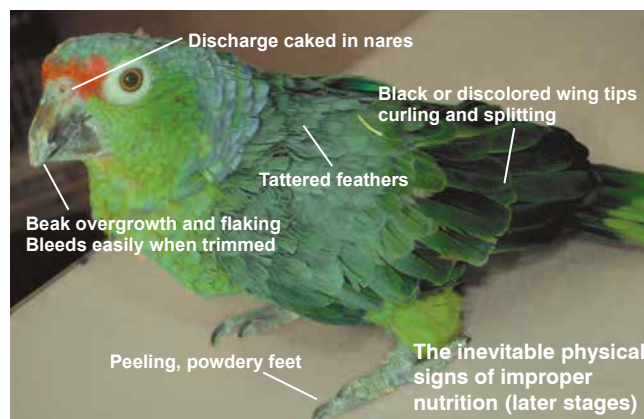 Discharge caked in nares
Black or discolored wing tips
curling and splitting
Tattered feathers
Beak overgrowth and flaking
Bleeds easily when trimmed
Peeling, powdery feet
The inevitable physical
signs of improper
nutrition (later stages)